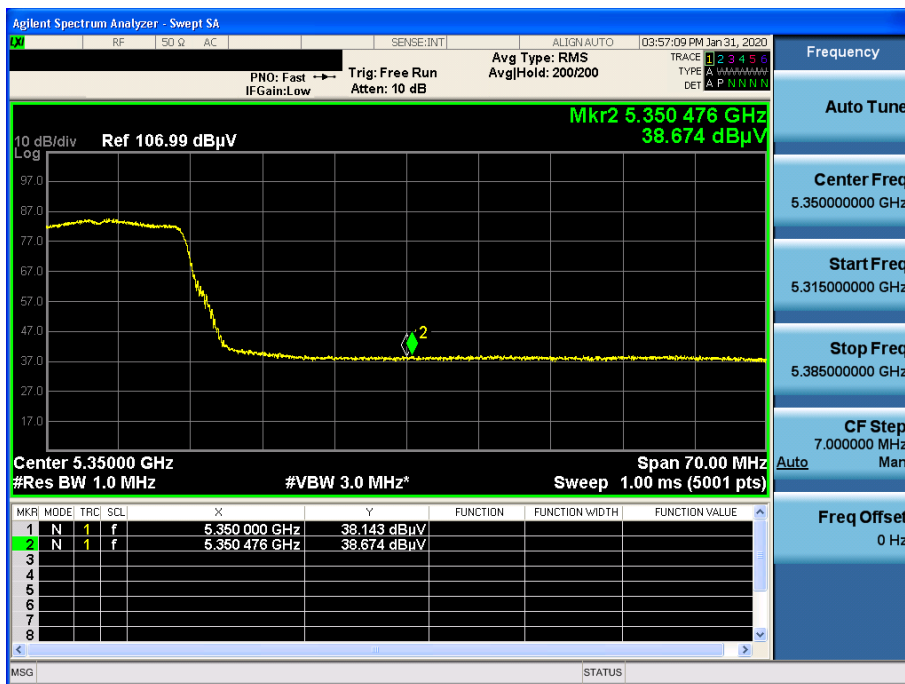 Agilent Spectrum Analyzer - Swept SA
LXI RF 50 Ω AC SENSE:INT ALIGN AUTO 03:57:09 PM Jan 31, 2020
PNO: Fast
IFGain:Low
Trig: Free Run
Atten: 10 dB
Avg Type: RMS
Avg|Hold: 200/200
TRACE 1 2 3 4 5 6
TYPE A WWWWW
DET A P N N N N
Mkr2 5.350 476 GHz
38.674 dBµV
10 dB/div
Log
Ref 106.99 dBµV
97.0
87.0
77.0
67.0
57.0
47.0
37.0
27.0
17.0
2
Center 5.35000 GHz
#Res BW 1.0 MHz
#VBW 3.0 MHz*
Span 70.00 MHz
Sweep 1.00 ms (5001 pts)
MKR MODE TRC SCL X Y FUNCTION FUNCTION WIDTH FUNCTION VALUE
1 N 1 f 5.350 000 GHz 38.143 dBµV
2 N 1 f 5.350 476 GHz 38.674 dBµV
3
4
5
6
7
8
MSG STATUS
Frequency
Auto Tune
Center Freq
5.350000000 GHz
Start Freq
5.315000000 GHz
Stop Freq
5.385000000 GHz
CF Step
7.000000 MHz
Auto Man
Freq Offset
0 Hz